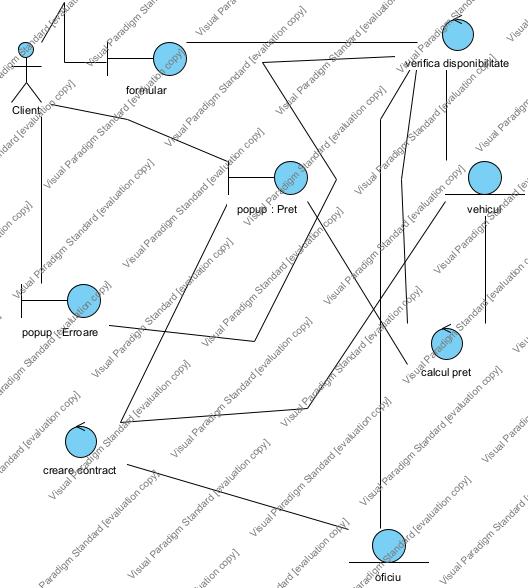 verifica disponibilitate
formular
Client
popup : Pret
vehicul
popup : Erroare
calcul pret
creare contract
oficiu
Visual Paradigm Standard [evaluation copy]